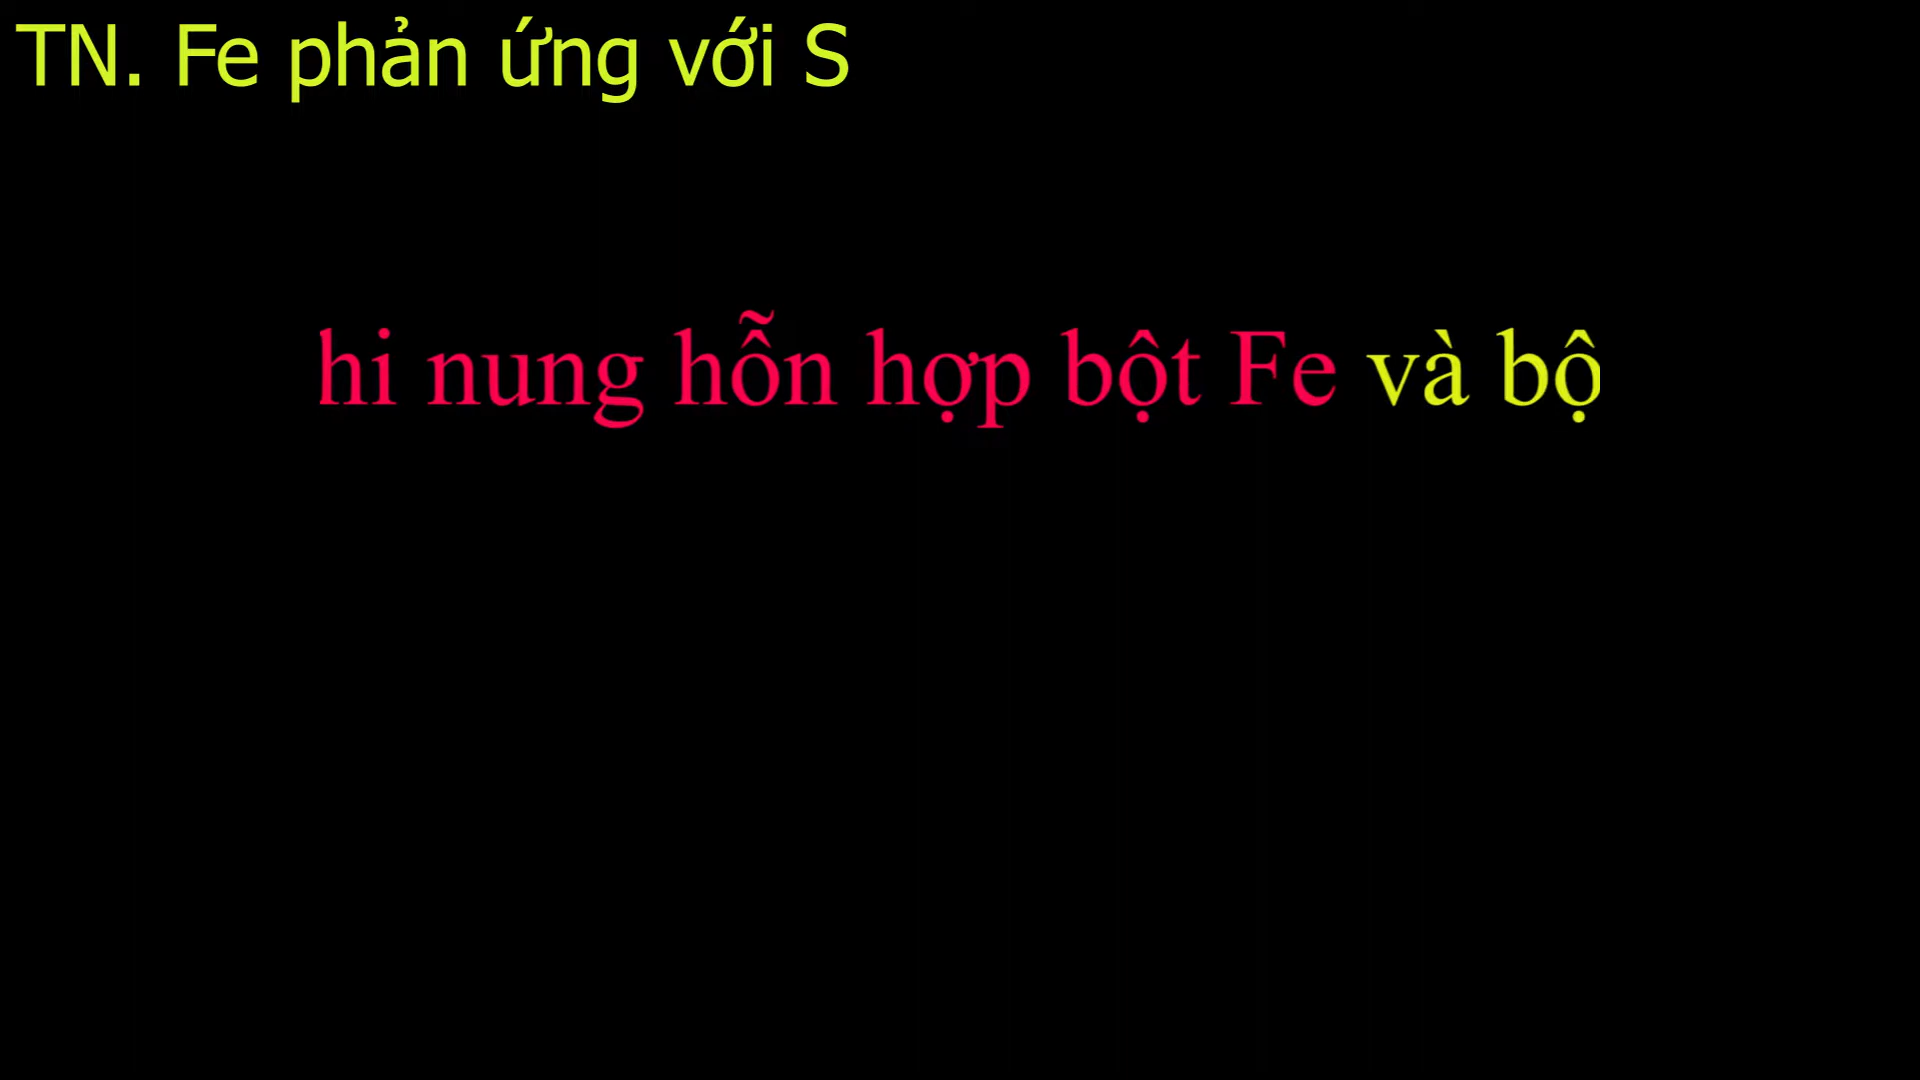 TN. Fe phản ứng với S
hi nung hỗn hợp bột Fe và bộ